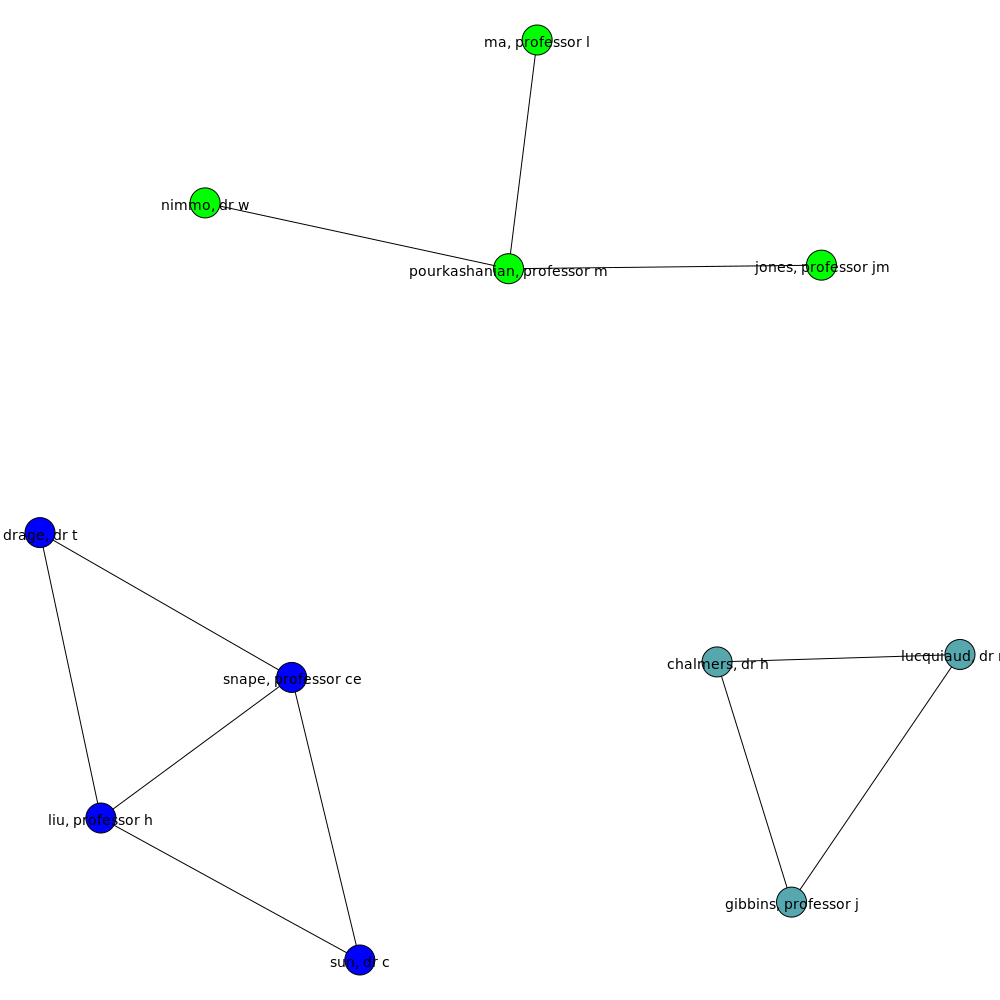 ma, professor l
nimmo, dr w
pourkashanian, professor m
jones, professor jm
drage, dr t
chalmers, dr h
lucquiaud, dr
snape, professor ce
liu, professor h
gibbins, professor j
sun, dr c